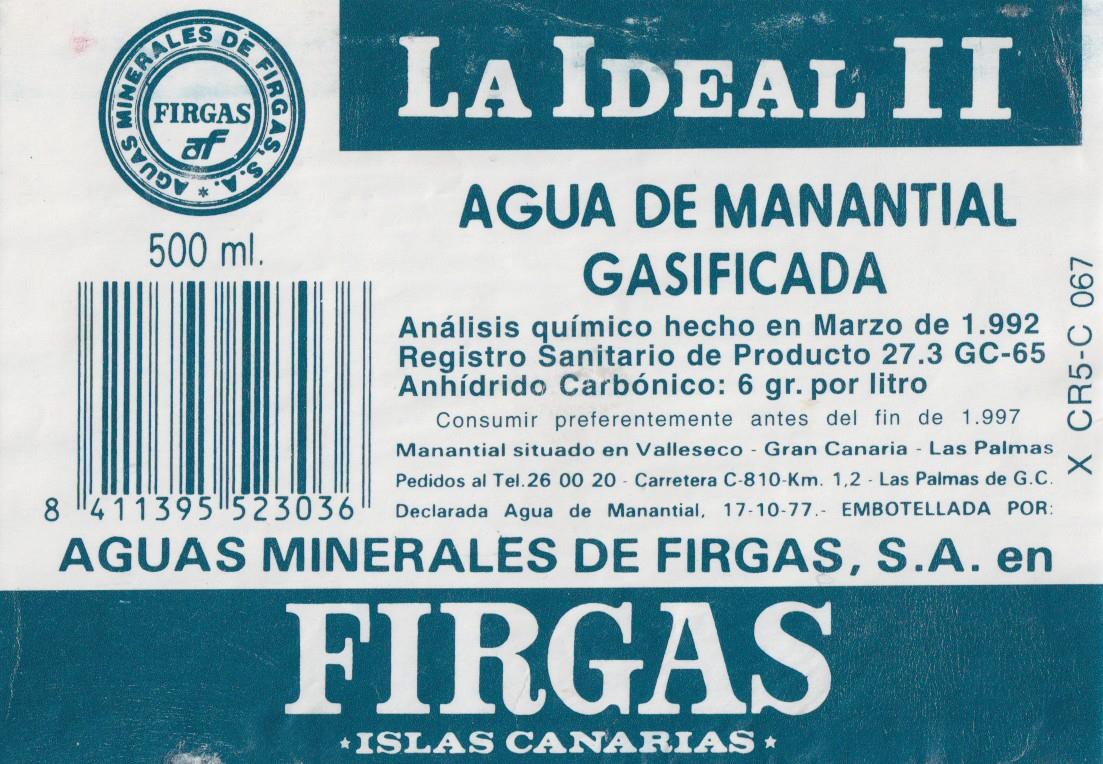 AGUAS MINERALES DE FIRGAS, S.A. *
FIRGAS
af
500 ml.
8 411395 523036
LA IDEAL II
AGUA DE MANANTIAL
GASIFICADA
Análisis químico hecho en Marzo de 1.992
Registro Sanitario de Producto 27.3 GC-65
Anhídrido Carbónico: 6 gr. por litro
Consumir preferentemente antes del fin de 1.997
Manantial situado en Valleseco - Gran Canaria - Las Palmas
Pedidos al Tel. 26 00 20 - Carretera C-810-Km. 1,2 - Las Palmas de G.C.
Declarada Agua de Manantial, 17-10-77.- EMBOTELLADA POR:
X CR5-C 067
AGUAS MINERALES DE FIRGAS, S.A. en
FIRGAS
★ISLAS CANARIAS★